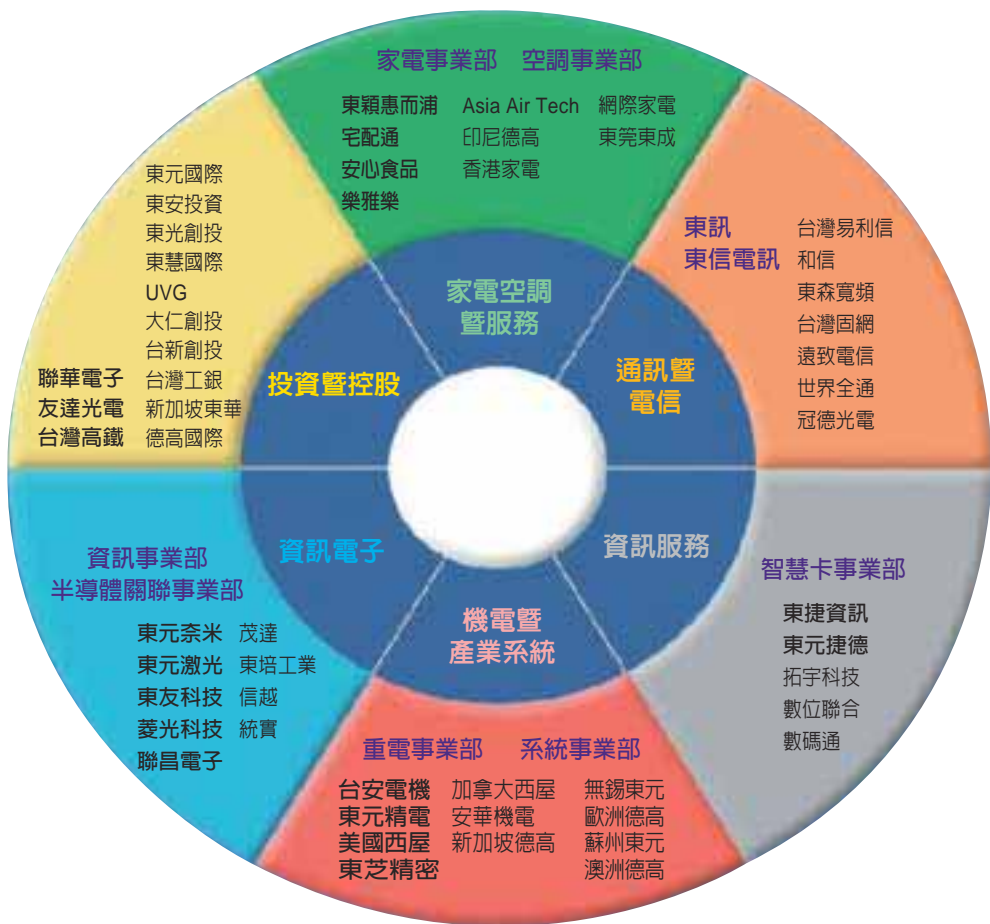 家電事業部 空調事業部
東穎惠而浦 Asia Air Tech 網際家電
宅配通 印尼德高 東莞東成
安心食品 香港家電
樂雅樂
家電空調
暨服務
東訊 台灣易利信
東信電訊 和信
東森寬頻
台灣固網
遠致電信
世界全通
冠德光電
通訊暨
電信
智慧卡事業部
東捷資訊
東元捷德
拓宇科技
數位聯合
數碼通
資訊服務
機電暨
產業系統
重電事業部 系統事業部
台安電機 加拿大西屋 無錫東元
東元精電 安華機電 歐洲德高
美國西屋 新加坡德高 蘇州東元
東芝精密 澳洲德高
資訊電子
資訊事業部
半導體關聯事業部
東元奈米 茂達
東元激光 東培工業
東友科技 信越
菱光科技 統實
聯昌電子
投資暨控股
東元國際
東安投資
東光創投
東慧國際
UVG
大仁創投
台新創投
聯華電子 台灣工銀
友達光電 新加坡東華
台灣高鐵 德高國際